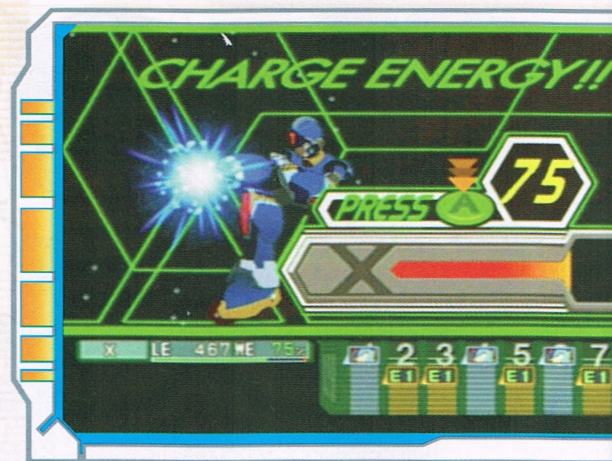 CHARGE ENERGY!!
75
PRESS A
X
X LE 467 WE 75%
2 3 5 7
E1 E1 E1 E1